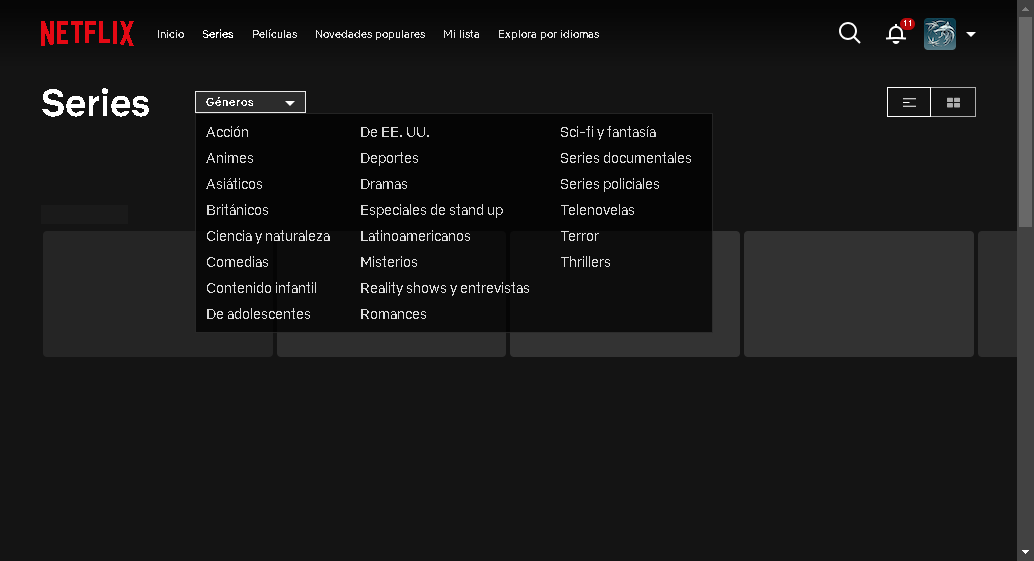 NETFLIX Inicio Series Películas Novedades populares Mi lista Explora por idiomas 11
Series Géneros
Acción De EE. UU. Sci-fi y fantasía
Animes Deportes Series documentales
Asiáticos Dramas Series policiales
Británicos Especiales de stand up Telenovelas
Ciencia y naturaleza Latinoamericanos Terror
Comedias Misterios Thrillers
Contenido infantil Reality shows y entrevistas
De adolescentes Romances